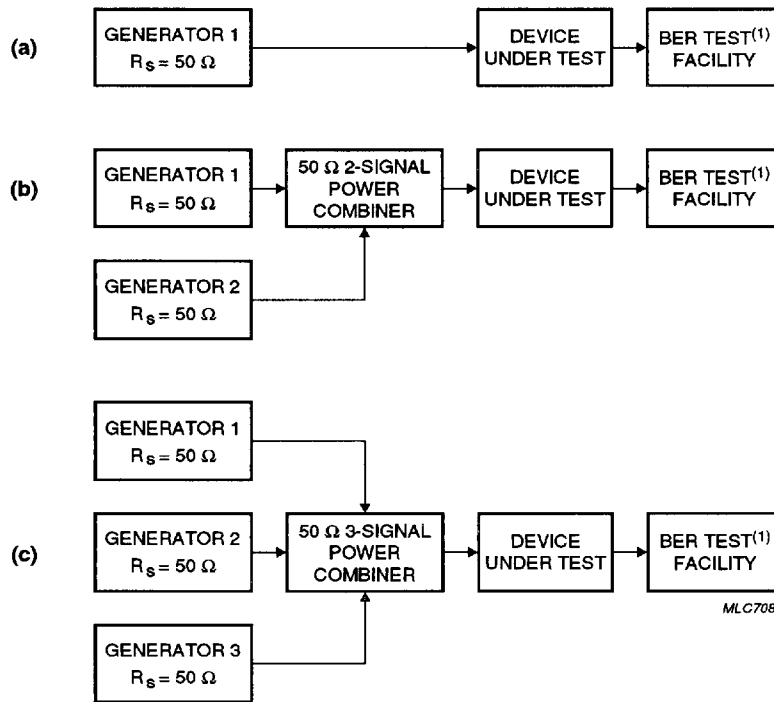 (a)
GENERATOR 1
Rs = 50 Ω
DEVICE
UNDER TEST
BER TEST(1)
FACILITY
(b)
GENERATOR 1
Rs = 50 Ω
50 Ω 2-SIGNAL
POWER
COMBINER
DEVICE
UNDER TEST
BER TEST(1)
FACILITY
GENERATOR 2
Rs = 50 Ω
GENERATOR 1
Rs = 50 Ω
(c)
GENERATOR 2
Rs = 50 Ω
50 Ω 3-SIGNAL
POWER
COMBINER
DEVICE
UNDER TEST
BER TEST(1)
FACILITY
MLC708
GENERATOR 3
Rs = 50 Ω